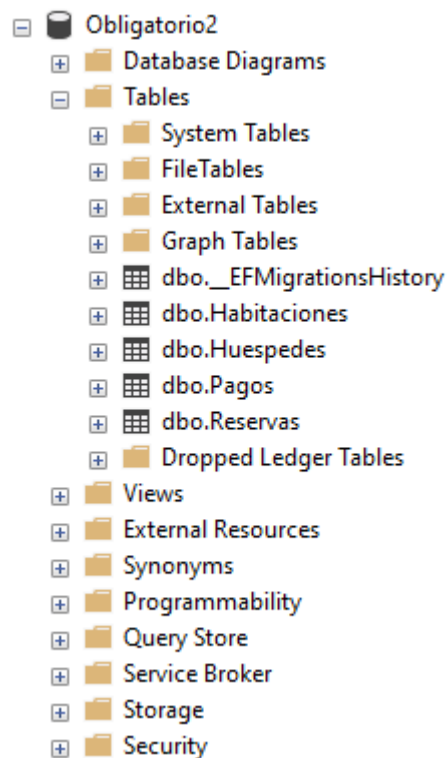 Obligatorio2
Database Diagrams
Tables
System Tables
FileTables
External Tables
Graph Tables
dbo.__EFMigrationsHistory
dbo.Habitaciones
dbo.Huespedes
dbo.Pagos
dbo.Reservas
Dropped Ledger Tables
Views
External Resources
Synonyms
Programmability
Query Store
Service Broker
Storage
Security